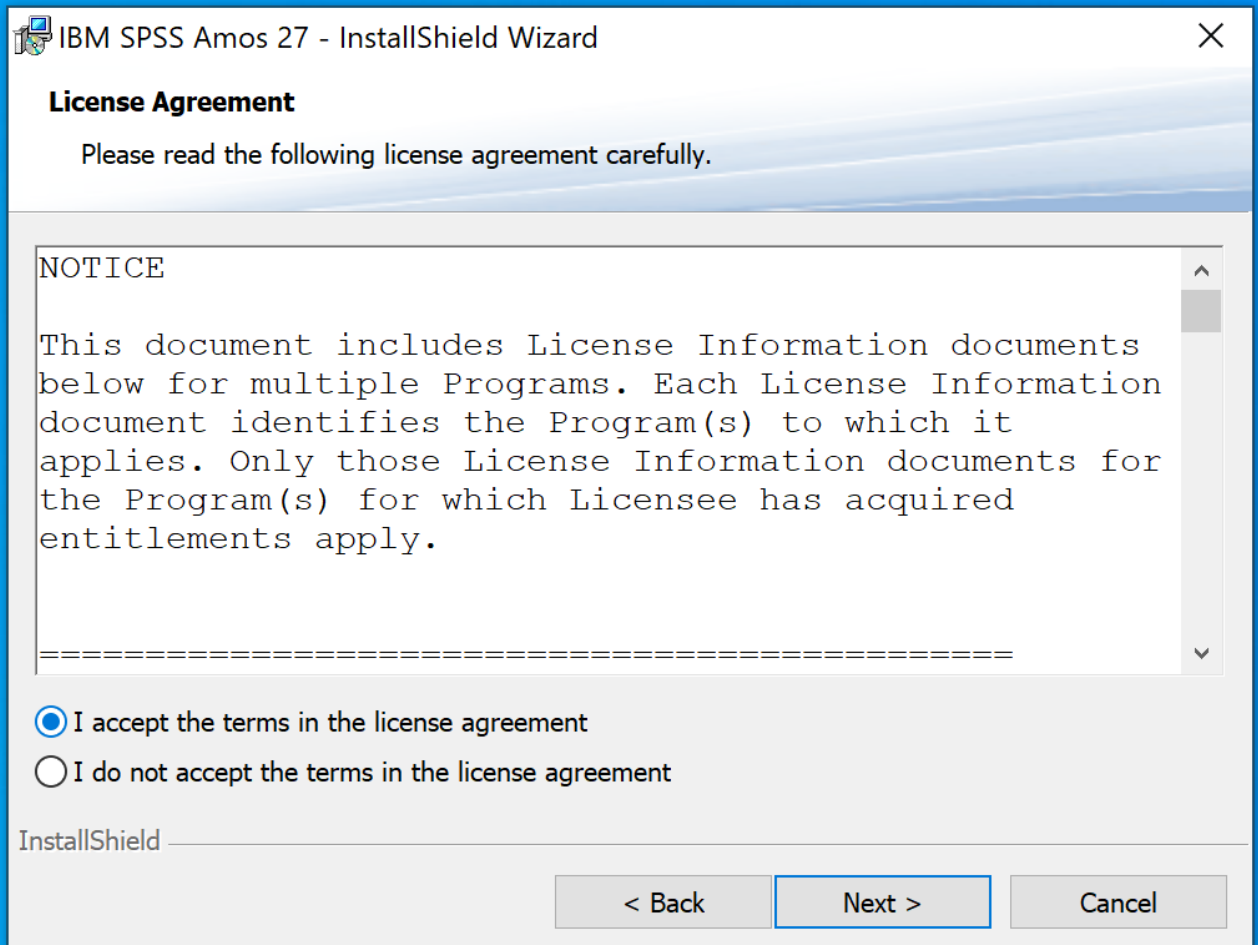 IBM SPSS Amos 27 - InstallShield Wizard
License Agreement
Please read the following license agreement carefully.
NOTICE
This document includes License Information documents
below for multiple Programs. Each License Information
document identifies the Program(s) to which it
applies. Only those License Information documents for
the Program(s) for which Licensee has acquired
entitlements apply.
==============================================
I accept the terms in the license agreement
I do not accept the terms in the license agreement
InstallShield
< Back
Next >
Cancel